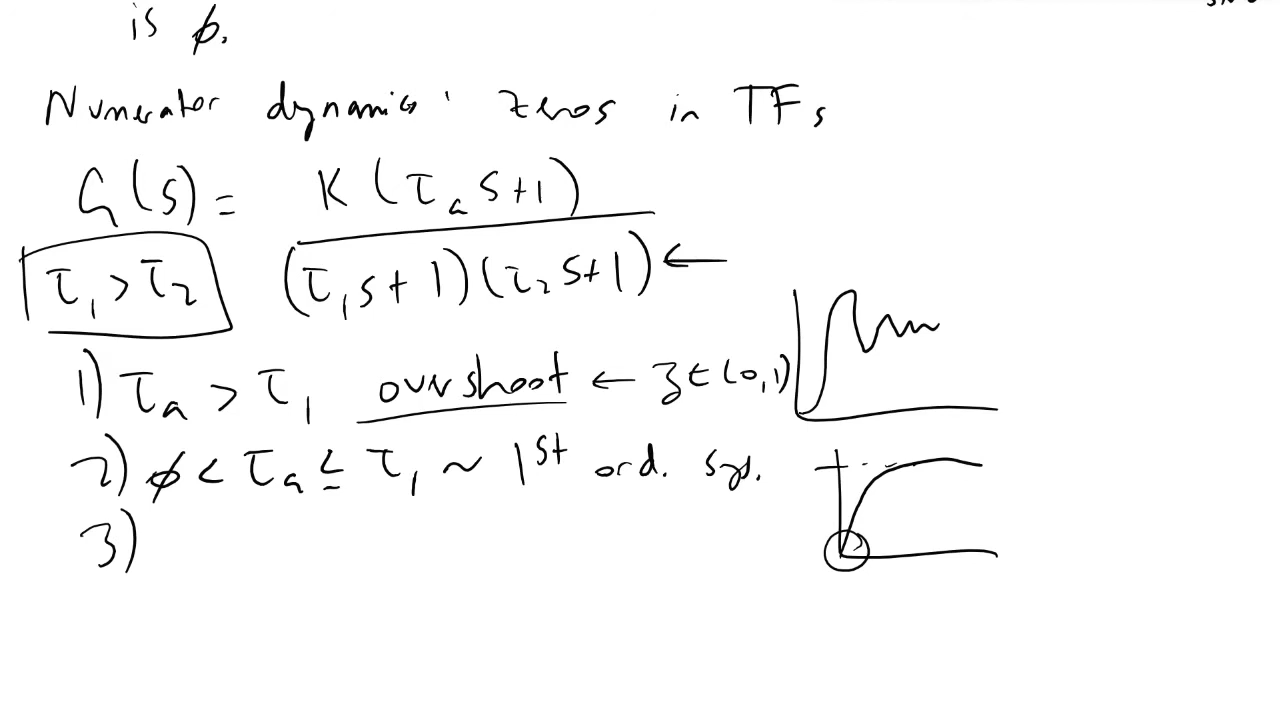 is ϕ.
Numerator dynamics: zeros in TFs
G(s) = K(τₐs+1)
τ₁ > τ₂ (τ₁s+1)(τ₂s+1) ←
1) τₐ > τ₁ overshoot ← ζ ∈ (0,1)
2) ϕ < τₐ ≤ τ₁ ~ 1st ord. sys.
3)